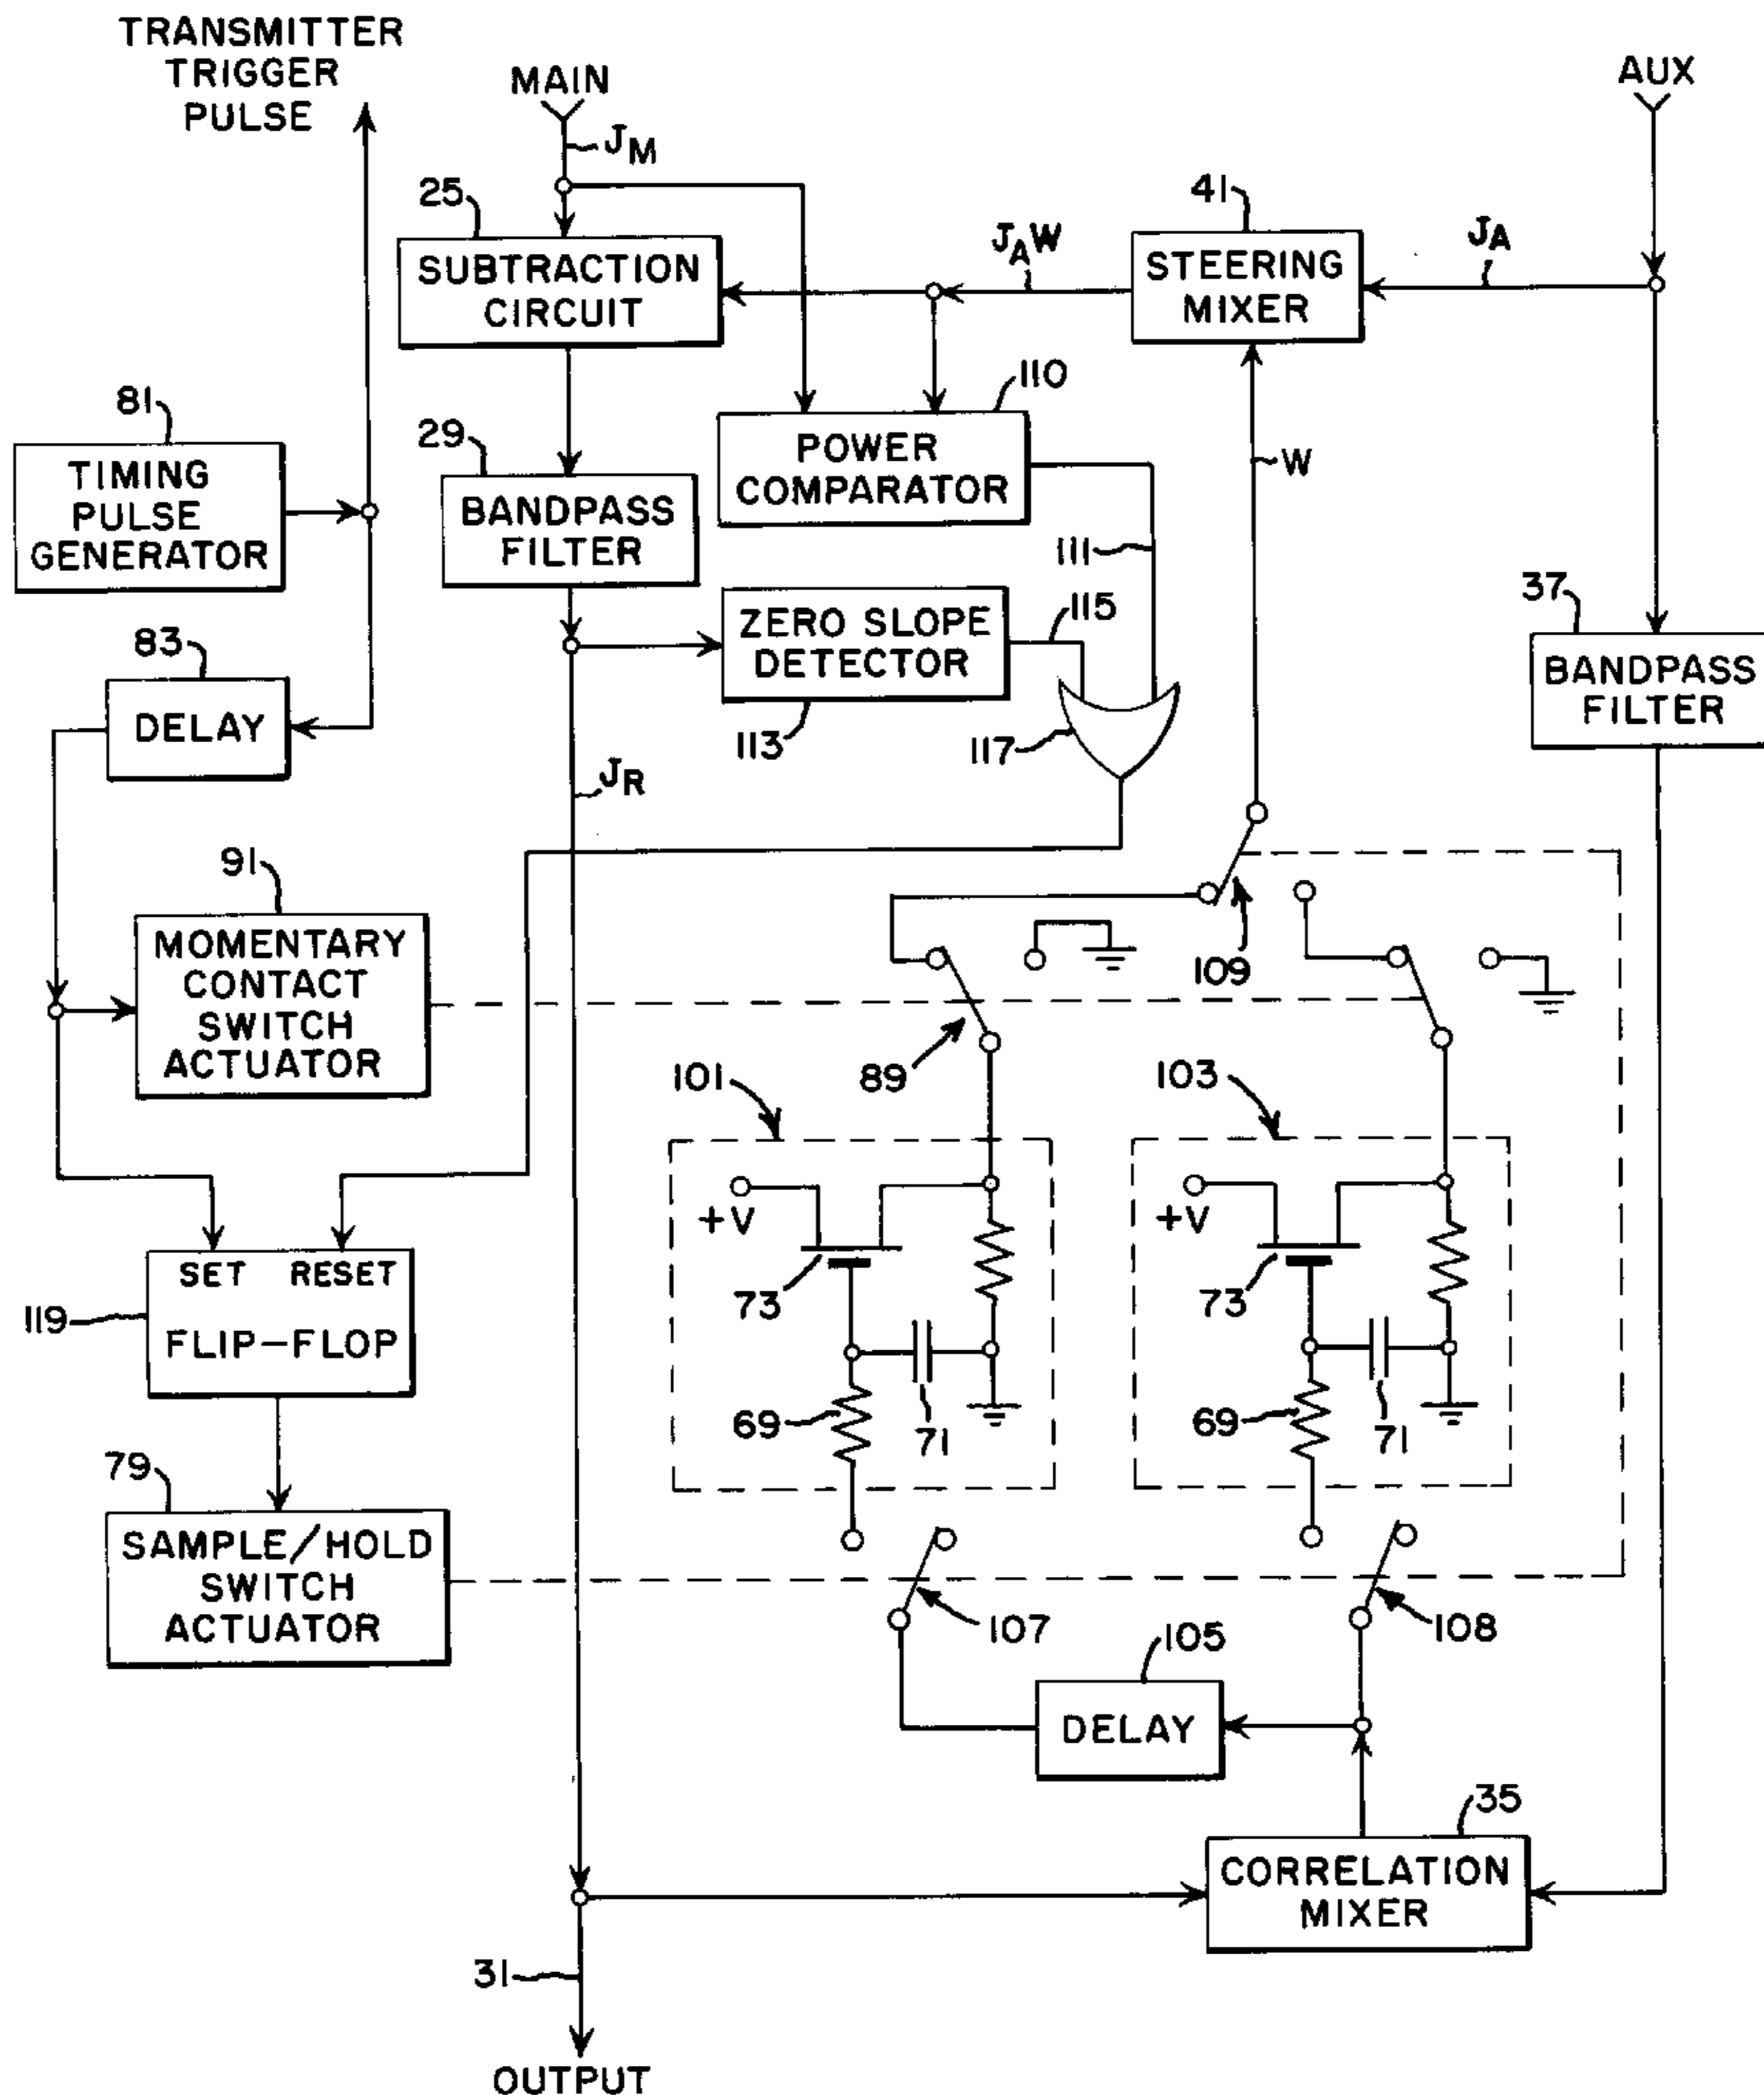 TRANSMITTER
TRIGGER
PULSE
MAIN
AUX
JM
25
41
SUBTRACTION
CIRCUIT
JAW
STEERING
MIXER
JA
81
29
110
TIMING
PULSE
GENERATOR
POWER
COMPARATOR
W
BANDPASS
FILTER
111
37
83
ZERO SLOPE
DETECTOR
115
BANDPASS
FILTER
DELAY
113
117
JR
91
MOMENTARY
CONTACT
SWITCH
ACTUATOR
109
89
101
103
+V
+V
73
73
SET RESET
119
FLIP-FLOP
69
71
69
71
79
SAMPLE/HOLD
SWITCH
ACTUATOR
107
105
108
DELAY
35
CORRELATION
MIXER
31
OUTPUT